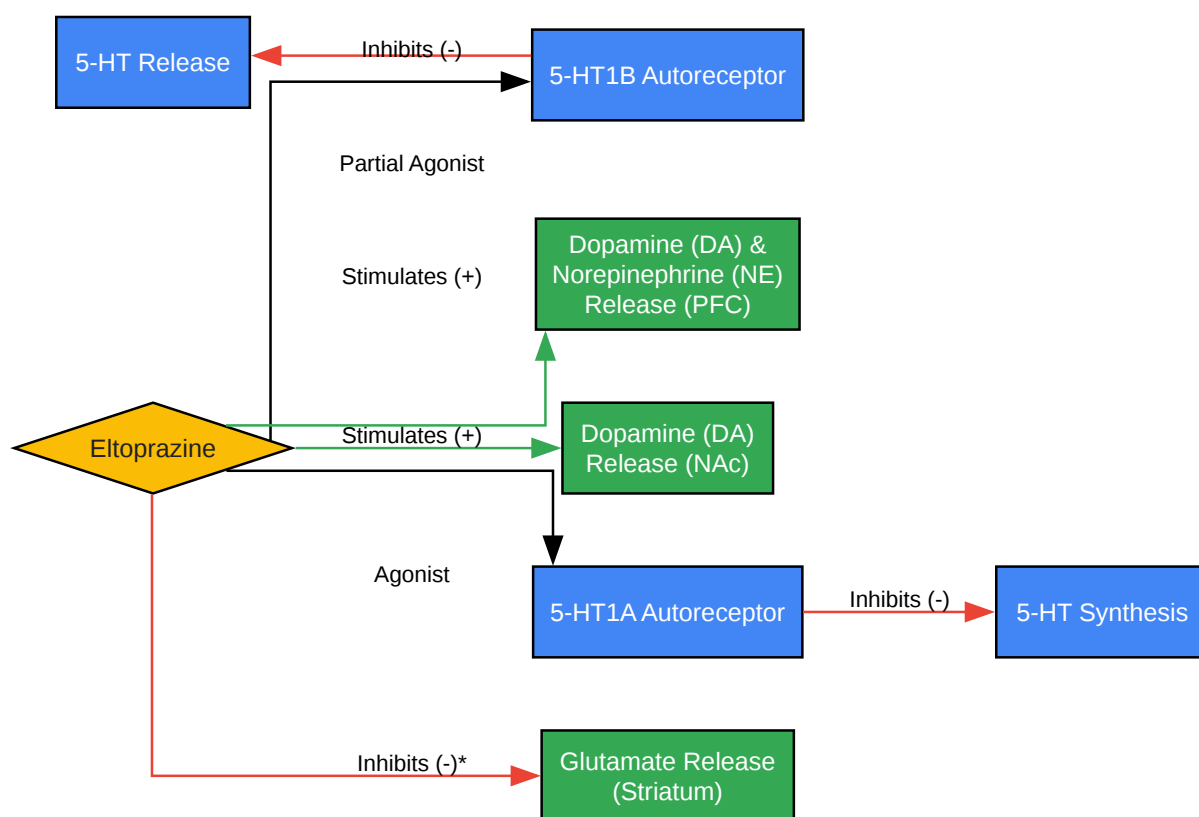 5-HT Release
Inhibits (-)
5-HT1B Autoreceptor
Partial Agonist
Dopamine (DA) &
Norepinephrine (NE)
Release (PFC)
Stimulates (+)
Eltoprazine
Stimulates (+)
Dopamine (DA)
Release (NAc)
Agonist
5-HT1A Autoreceptor
Inhibits (-)
5-HT Synthesis
Inhibits (-)*
Glutamate Release
(Striatum)